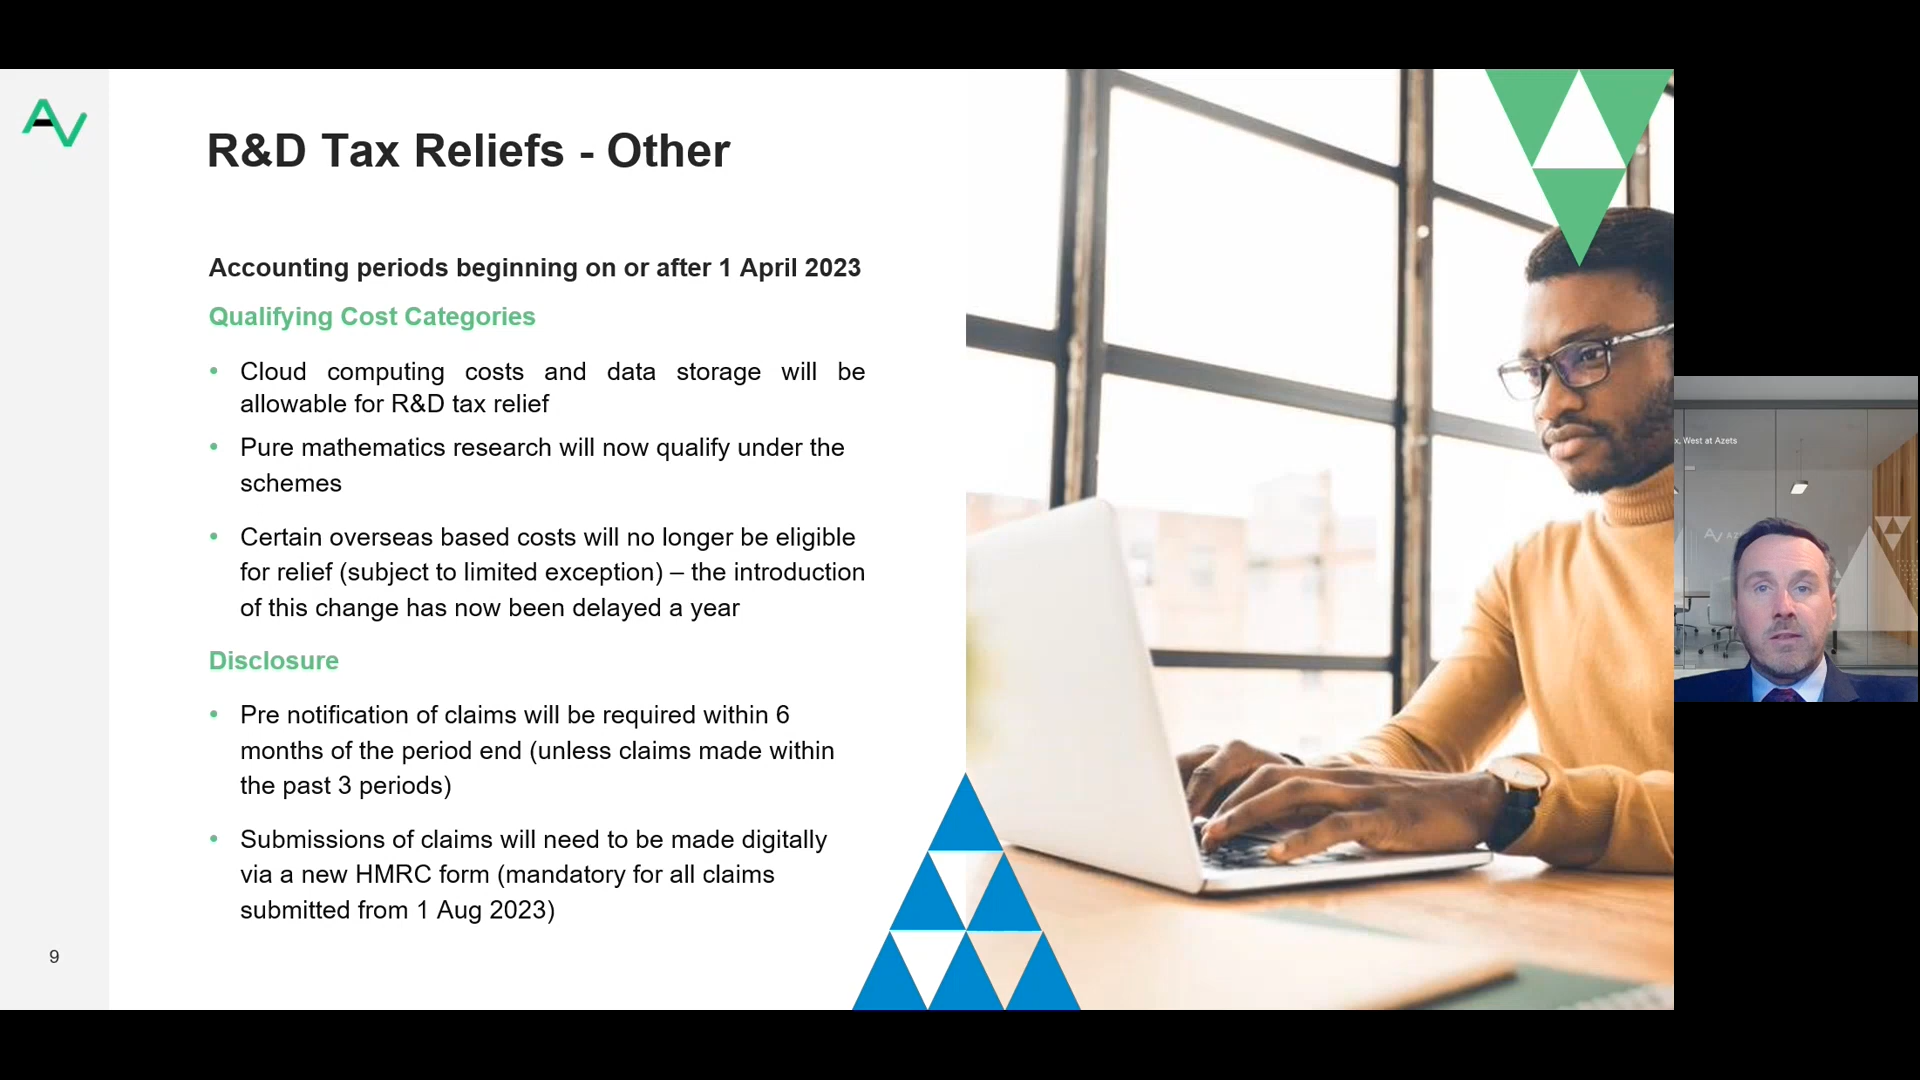 R&D Tax Reliefs - Other
Accounting periods beginning on or after 1 April 2023
Qualifying Cost Categories
• Cloud computing costs and data storage will be
allowable for R&D tax relief
• Pure mathematics research will now qualify under the
schemes
• Certain overseas based costs will no longer be eligible
for relief (subject to limited exception) – the introduction
of this change has now been delayed a year
Disclosure
• Pre notification of claims will be required within 6
months of the period end (unless claims made within
the past 3 periods)
• Submissions of claims will need to be made digitally
via a new HMRC form (mandatory for all claims
submitted from 1 Aug 2023)
9
x, West at Azets